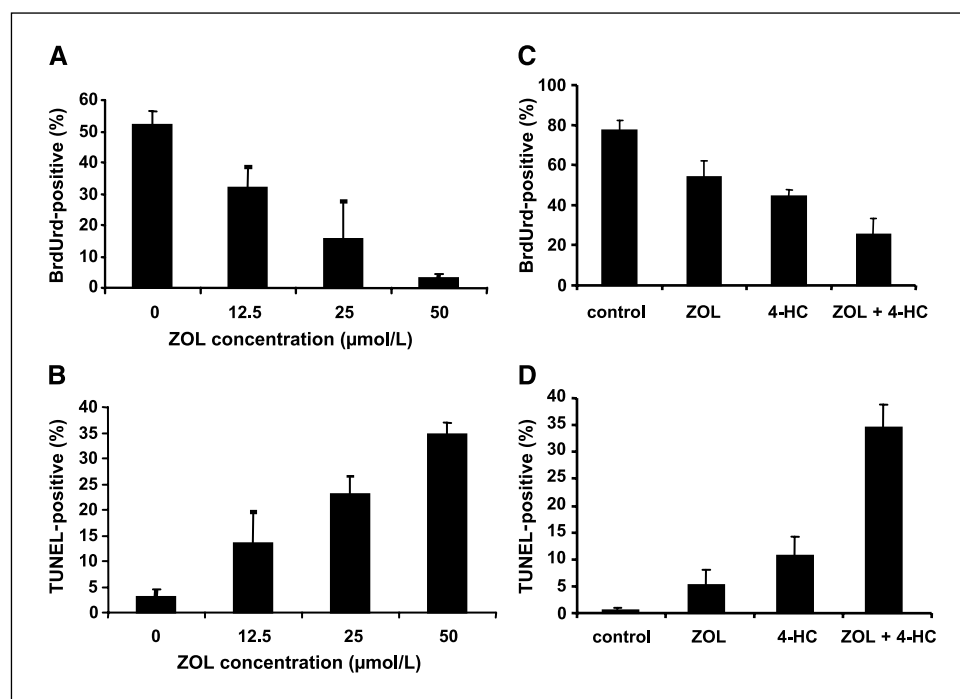 A
BrdUrd-positive (%)
60
50
40
30
20
10
0
0 12.5 25 50
ZOL concentration (µmol/L)
B
TUNEL-positive (%)
40
35
30
25
20
15
10
5
0
0 12.5 25 50
ZOL concentration (µmol/L)
C
BrdUrd-positive (%)
100
80
60
40
20
0
control ZOL 4-HC ZOL + 4-HC
D
TUNEL-positive (%)
40
35
30
25
20
15
10
5
0
control ZOL 4-HC ZOL + 4-HC